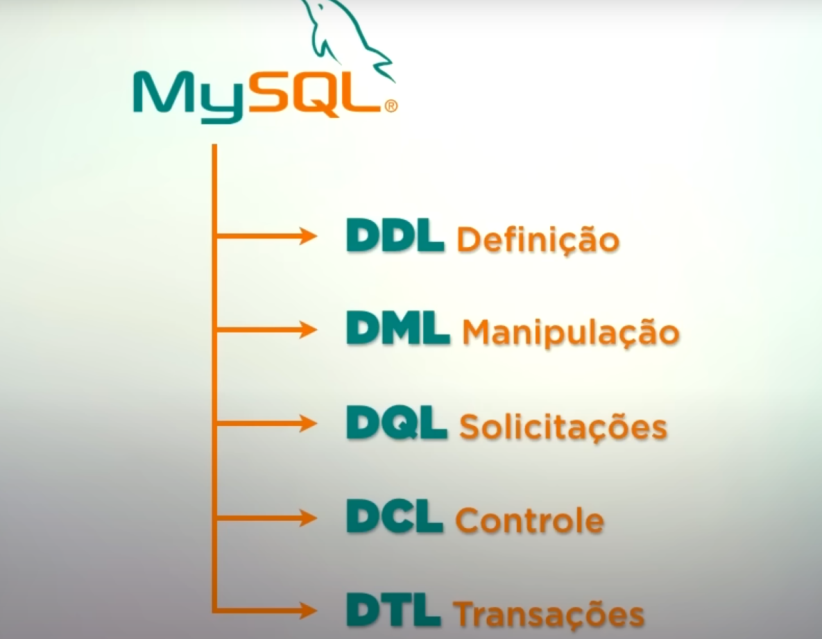 MySQL®
DDL Definição
DML Manipulação
DQL Solicitações
DCL Controle
DTL Transações